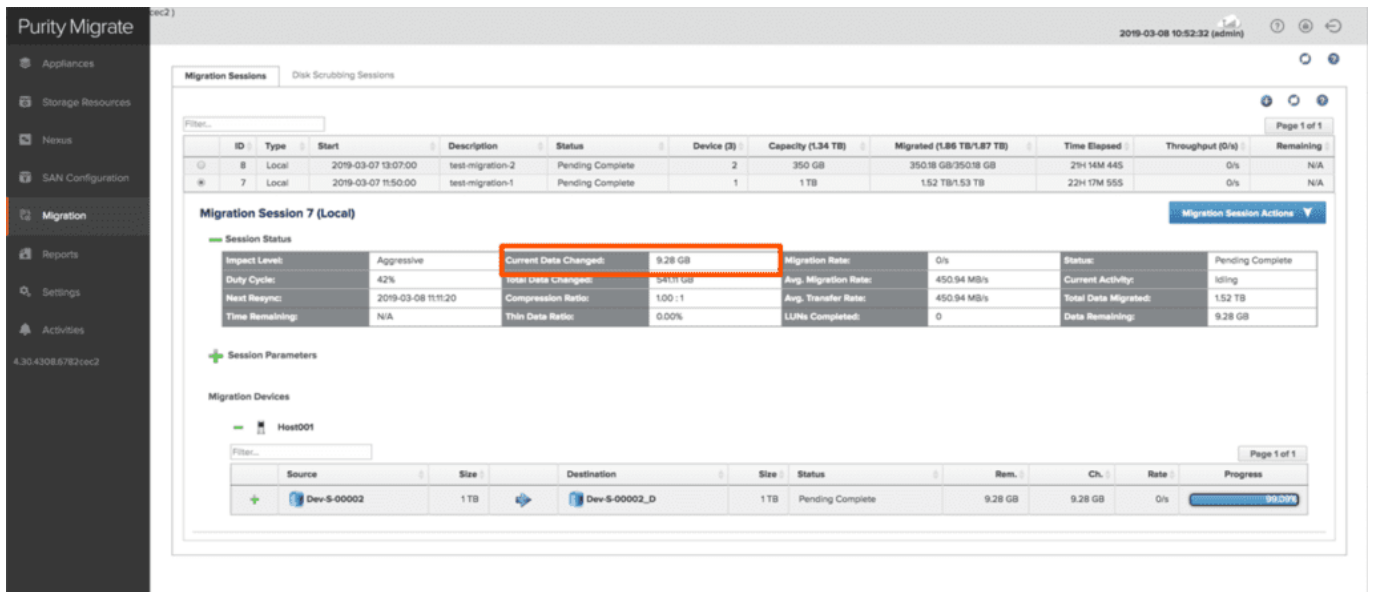 cec2 )
Purity Migrate
2019-03-08 10:52:32 (admin)
Appliances
Storage Resources
Nexus
SAN Configuration
Migration
Reports
Settings
Activities
4.30.4308.6782cec2
Migration Sessions Disk Scrubbing Sessions
Filter... Page 1 of 1
ID Type Start Description Status Device (3) Capacity (1.34 TB) Migrated (1.86 TB/1.87 TB) Time Elapsed Throughput (0/s) Remaining
8 Local 2019-03-07 13:07:00 test-migration-2 Pending Complete 2 350 GB 350.18 GB/350.18 GB 21H 14M 44S 0/s N/A
7 Local 2019-03-07 11:50:00 test-migration-1 Pending Complete 1 1 TB 1.52 TB/1.53 TB 22H 17M 55S 0/s N/A
Migration Session 7 (Local) Migration Session Actions
Session Status
Impact Level: Aggressive Current Data Changed: 9.28 GB Migration Rate: 0/s Status: Pending Complete
Duty Cycle: 42% Total Data Changed: 541.11 GB Avg. Migration Rate: 450.94 MB/s Current Activity: Idling
Next Resync: 2019-03-08 11:11:20 Compression Ratio: 1.00 : 1 Avg. Transfer Rate: 450.94 MB/s Total Data Migrated: 1.52 TB
Time Remaining: N/A Thin Data Ratio: 0.00% LUNs Completed: 0 Data Remaining: 9.28 GB
Session Parameters
Migration Devices
Host001
Filter... Page 1 of 1
Source Size Destination Size Status Rem. Ch. Rate Progress
Dev-S-00002 1 TB Dev-S-00002_D 1 TB Pending Complete 9.28 GB 9.28 GB 0/s 99.09%